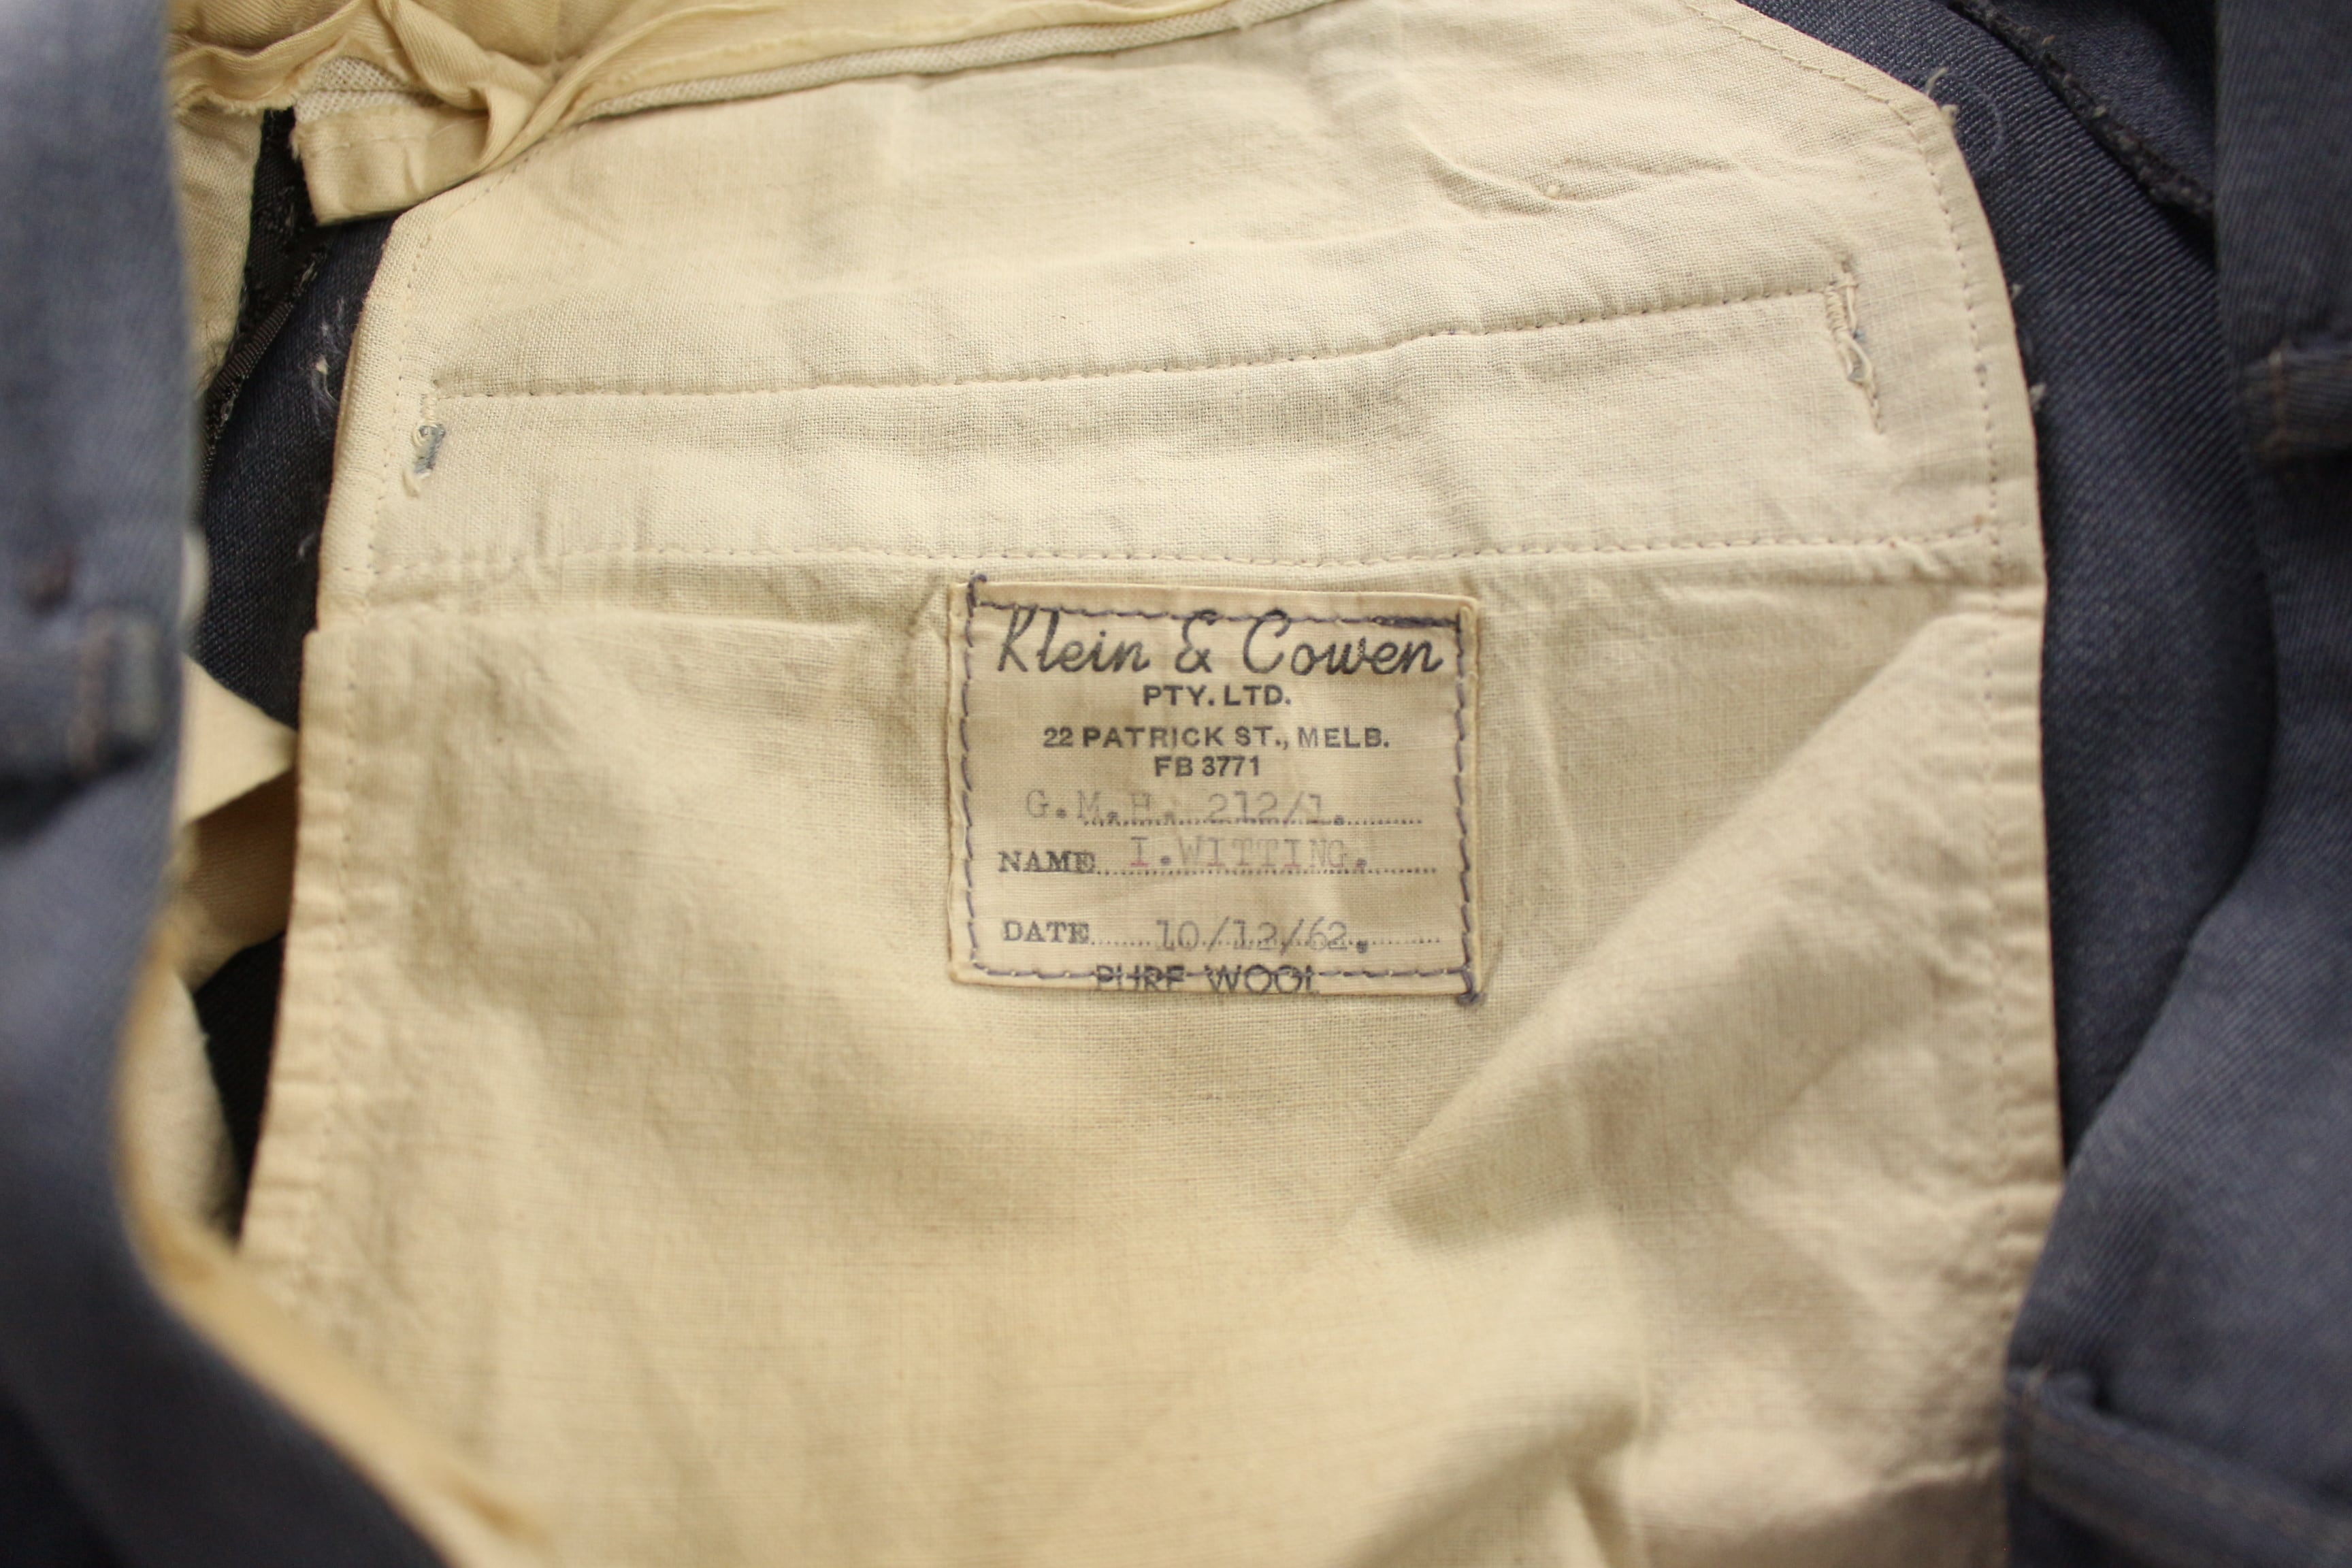 Klein & Cowen
PTY. LTD.
22 PATRICK ST., MELB.
FB 3771
G.M.H. 212/1.
NAME I. WITTING.
DATE 10/12/62.
PURE WOOL